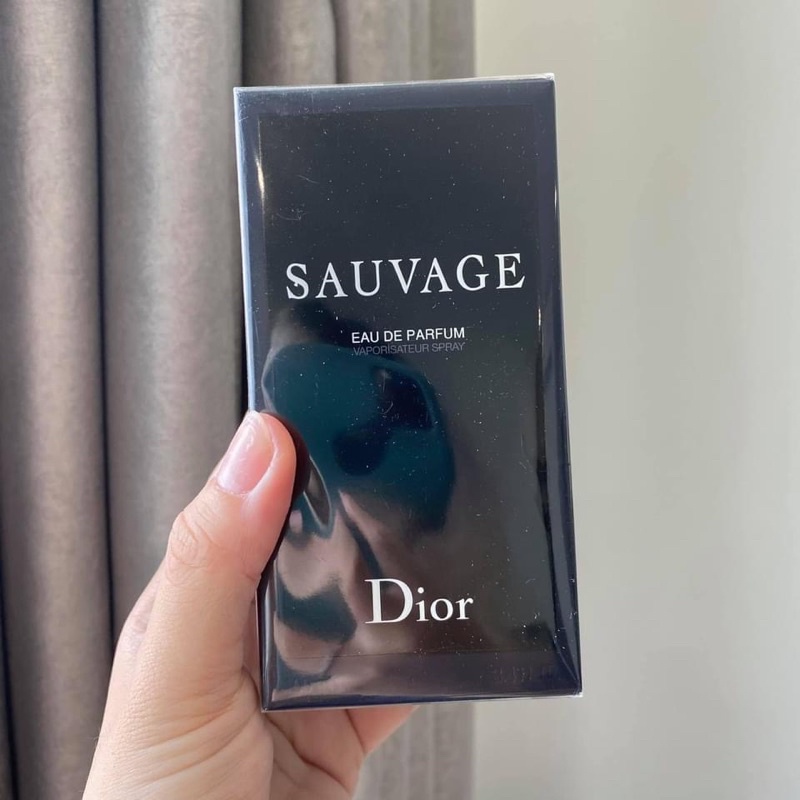 SAUVAGE
EAU DE PARFUM
VAPORISATEUR SPRAY
Dior